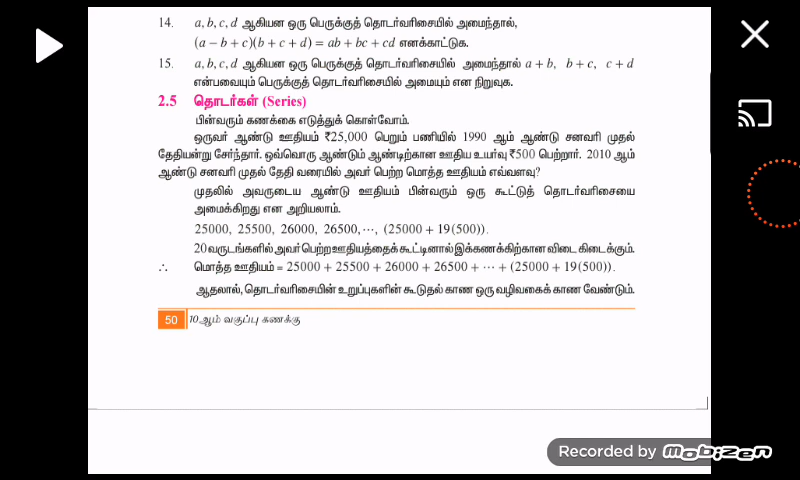 14. a, b, c, d ஆகியன ஒரு பெருக்குத் தொடர்வரிசையில் அமைந்தால்,
(a − b + c)(b + c + d) = ab + bc + cd எனக்காட்டுக.
15. a, b, c, d ஆகியன ஒரு பெருக்குத் தொடர்வரிசையில் அமைந்தால் a + b, b + c, c + d
என்பவையும் பெருக்குத் தொடர்வரிசையில் அமையும் என நிறுவுக.
2.5 தொடர்கள் (Series)
பின்வரும் கணக்கை எடுத்துக் கொள்வோம்.
ஒருவர் ஆண்டு ஊதியம் ₹25,000 பெறும் பணியில் 1990 ஆம் ஆண்டு சனவரி முதல்
தேதியன்று சேர்ந்தார். ஒவ்வொரு ஆண்டும் ஆண்டிற்கான ஊதிய உயர்வு ₹500 பெற்றார். 2010 ஆம்
ஆண்டு சனவரி முதல் தேதி வரையில் அவர் பெற்ற மொத்த ஊதியம் எவ்வளவு?
முதலில் அவருடைய ஆண்டு ஊதியம் பின்வரும் ஒரு கூட்டுத் தொடர்வரிசையை
அமைக்கிறது என அறியலாம்.
25000, 25500, 26000, 26500, ⋯, (25000 + 19(500)).
20 வருடங்களில் அவர் பெற்ற ஊதியத்தைக் கூட்டினால் இக்கணக்கிற்கான விடை கிடைக்கும்.
∴ மொத்த ஊதியம் = 25000 + 25500 + 26000 + 26500 + ⋯ + (25000 + 19(500)).
ஆதலால், தொடர்வரிசையின் உறுப்புகளின் கூடுதல் காண ஒரு வழிவகைக் காண வேண்டும்.
50 10 ஆம் வகுப்பு கணக்கு
Recorded by mobizen